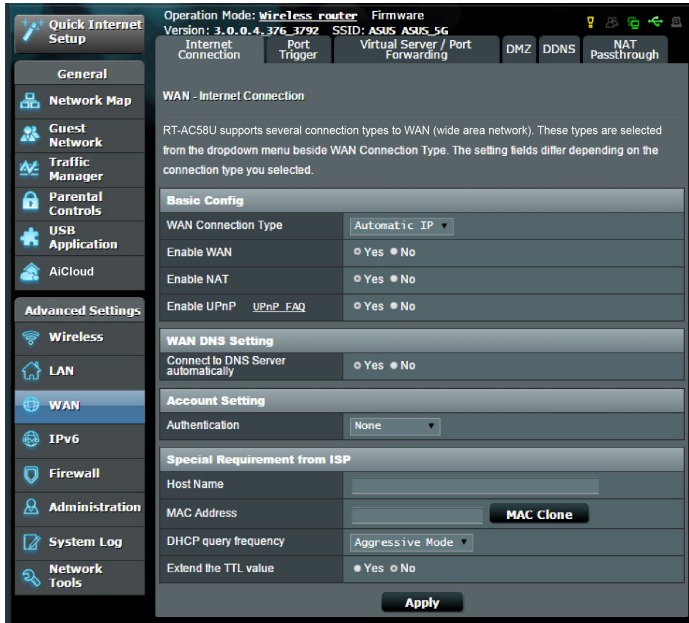 Quick Internet
Setup
Operation Mode: Wireless router Firmware
Version: 3.0.0.4.376_3792 SSID: ASUS ASUS_5G
Internet
Connection
Port
Trigger
Virtual Server / Port
Forwarding
DMZ
DDNS
NAT
Passthrough
General
Network Map
Guest
Network
Traffic
Manager
Parental
Controls
USB
Application
AiCloud
Advanced Settings
Wireless
LAN
WAN
IPv6
Firewall
Administration
System Log
Network
Tools
WAN - Internet Connection
RT-AC58U supports several connection types to WAN (wide area network). These types are selected
from the dropdown menu beside WAN Connection Type. The setting fields differ depending on the
connection type you selected.
Basic Config
WAN Connection Type Automatic IP
Enable WAN Yes No
Enable NAT Yes No
Enable UPnP UPnP FAQ Yes No
WAN DNS Setting
Connect to DNS Server
automatically Yes No
Account Setting
Authentication None
Special Requirement from ISP
Host Name
MAC Address MAC Clone
DHCP query frequency Aggressive Mode
Extend the TTL value Yes No
Apply